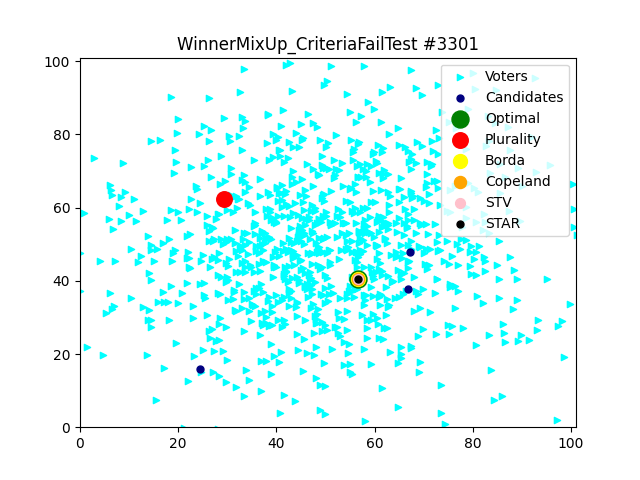 WinnerMixUp_CriteriaFailTest #3301
100
80
60
40
20
0
0
20
40
60
80
100
Voters
Candidates
Optimal
Plurality
Borda
Copeland
STV
STAR